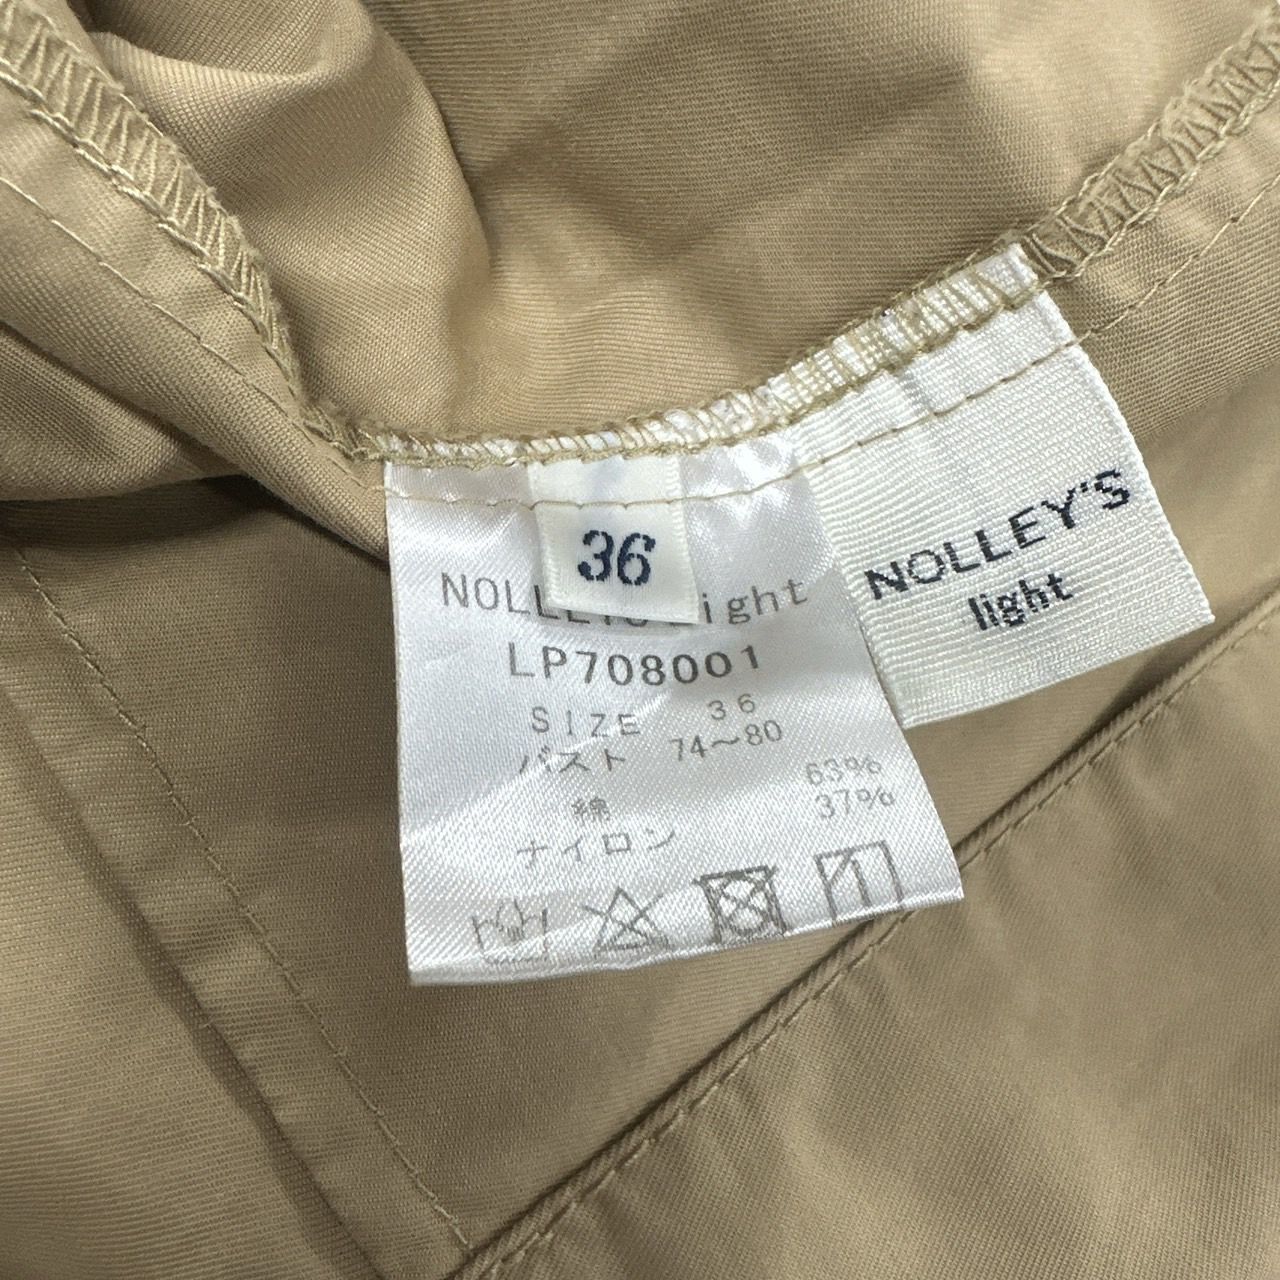 36
NOLLEY'S light
LP708001
SIZE 36
バスト 74～80
綿 63%
ナイロン 37%
NOLLEY'S
light